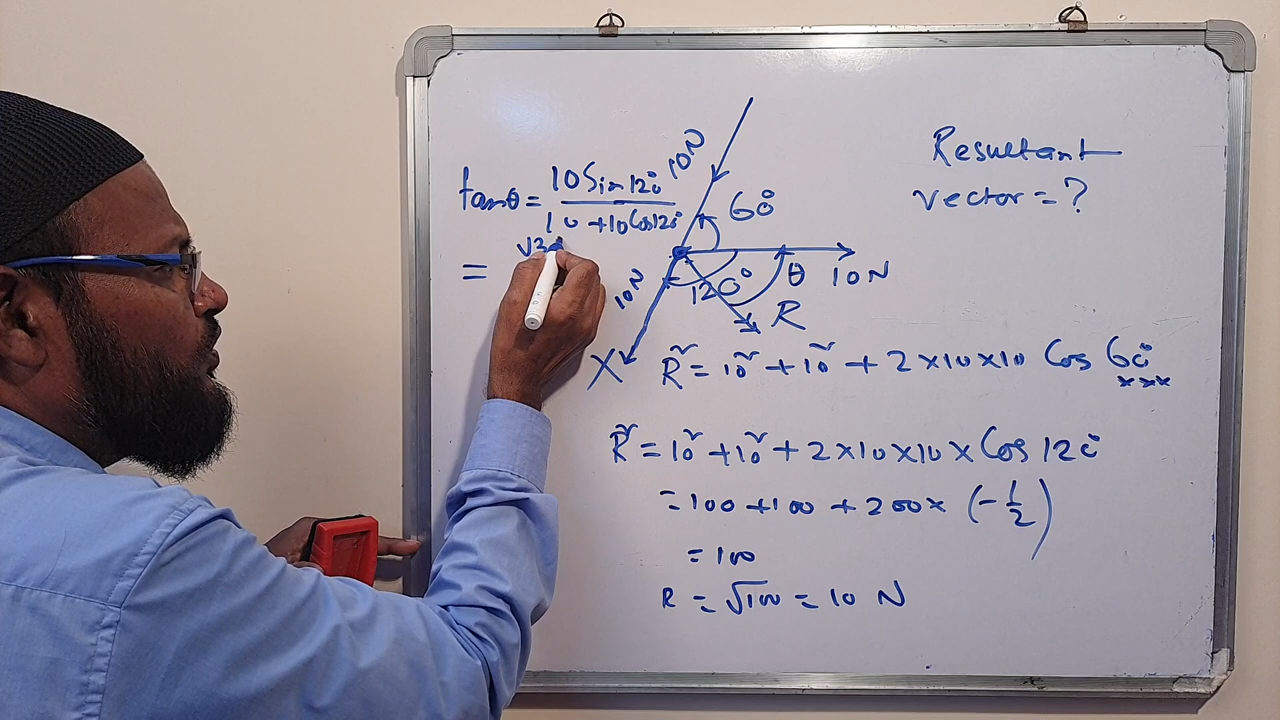 Resultant
vector = ?
10N
tanθ = 10 Sin 120° / 10 + 10 Cos 120°
=
√3
60°
10 N
θ
120°
10 N
R
X
R² = 10² + 10² + 2×10×10 Cos 60°
×××
R² = 10² + 10² + 2×10×10× Cos 120°
= 100 + 100 + 200× (-1/2)
= 100
R = √100 = 10 N